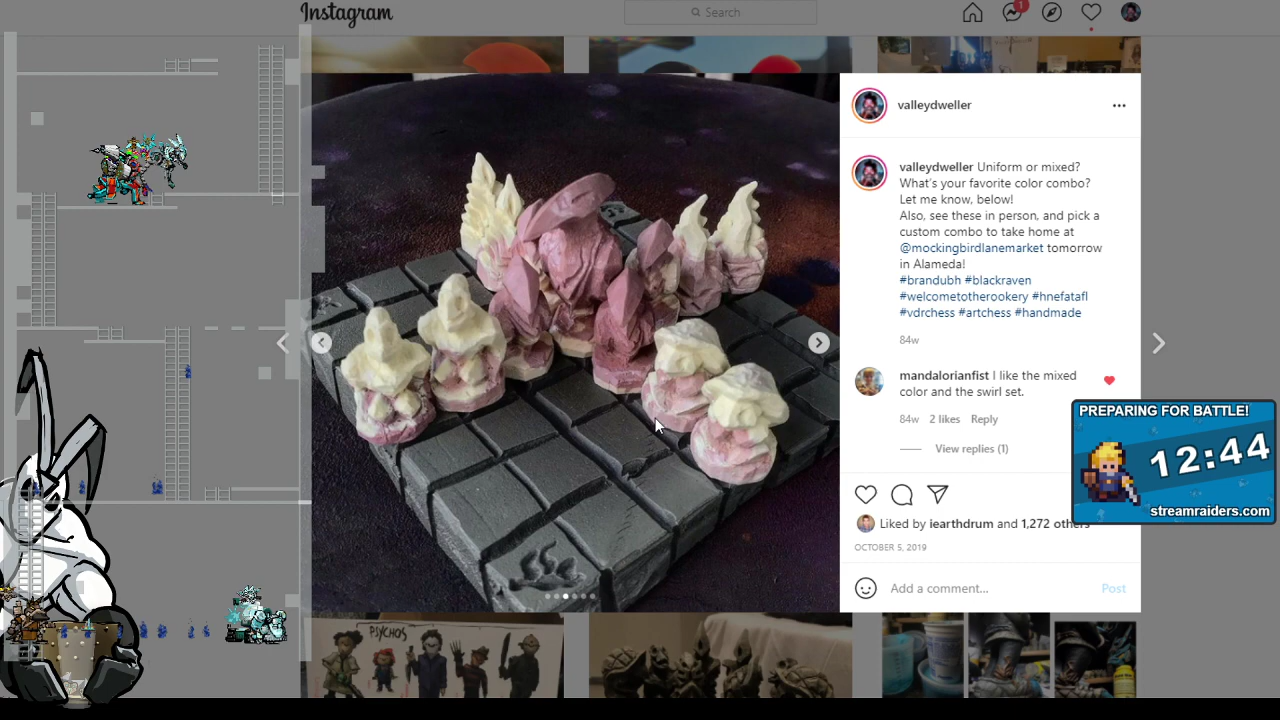 Instagram
Search
1
valleydweller
valleydweller Uniform or mixed?
What's your favorite color combo?
Let me know, below!
Also, see these in person, and pick a
custom combo to take home at
@mockingbirdlanemarket tomorrow
in Alameda!
#brandubh #blackraven
#welcometotherookery #hnefatafl
#vdrchess #artchess #handmade
84w
mandalorianfist I like the mixed
color and the swirl set.
84w 2 likes Reply
View replies (1)
PREPARING FOR BATTLE!
12:44
streamraiders.com
Liked by iearthdrum and 1,272 others
OCTOBER 5, 2019
Add a comment... Post
PSYCHOS